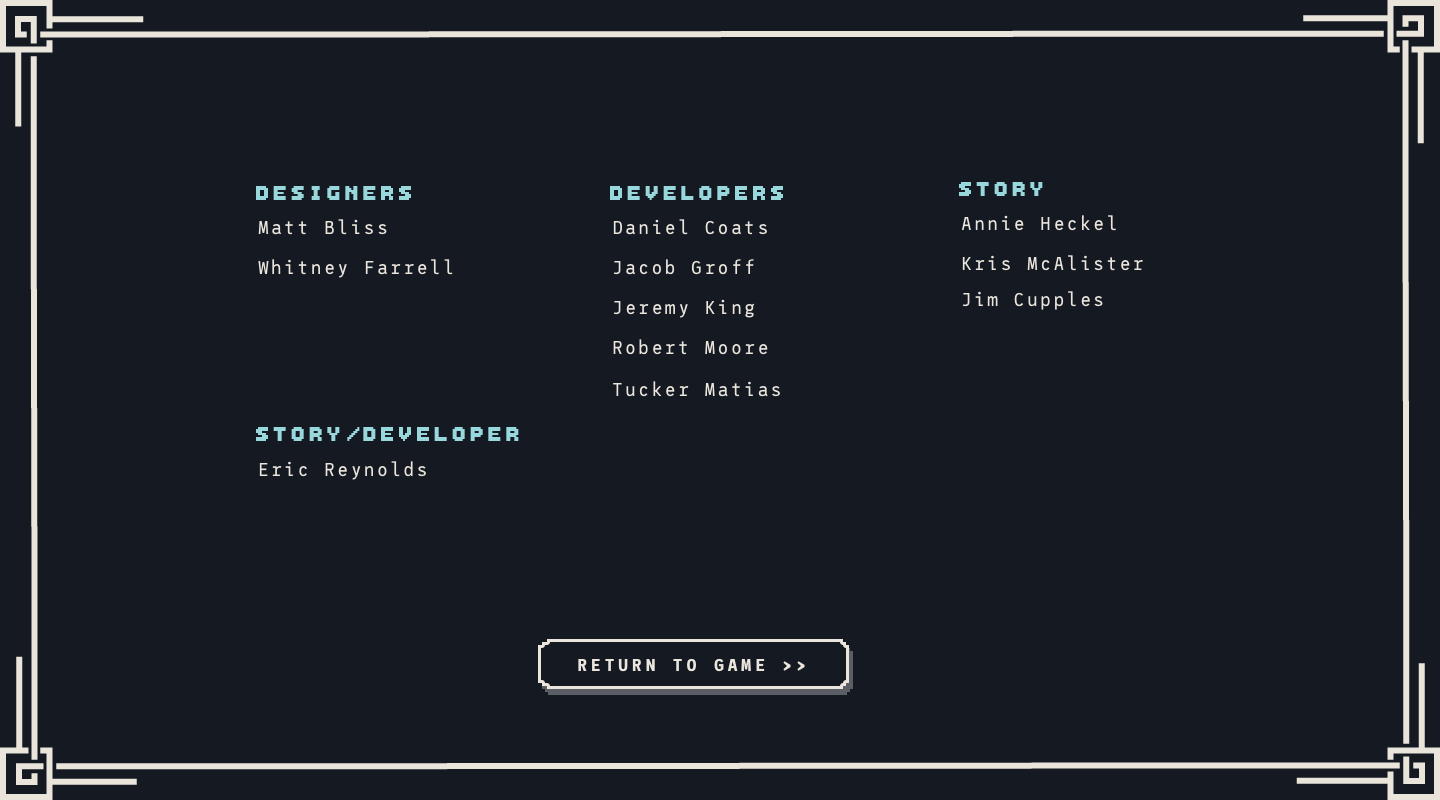 DESIGNERS
Matt Bliss
Whitney Farrell
DEVELOPERS
Daniel Coats
Jacob Groff
Jeremy King
Robert Moore
Tucker Matias
STORY
Annie Heckel
Kris McAlister
Jim Cupples
STORY/DEVELOPER
Eric Reynolds
RETURN TO GAME >>